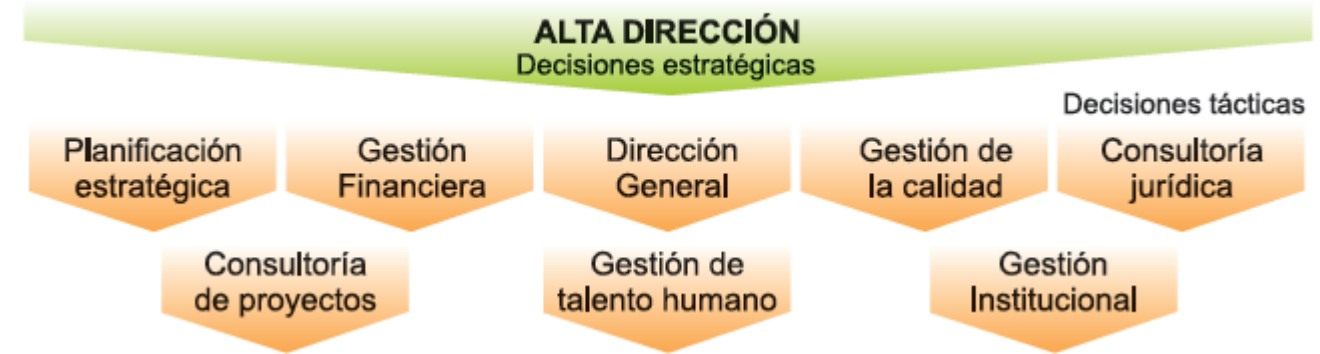 ALTA DIRECCIÓN
Decisiones estratégicas
Decisiones tácticas
Planificación
estratégica
Gestión
Financiera
Dirección
General
Gestión de
la calidad
Consultoría
jurídica
Consultoría
de proyectos
Gestión de
talento humano
Gestión
Institucional